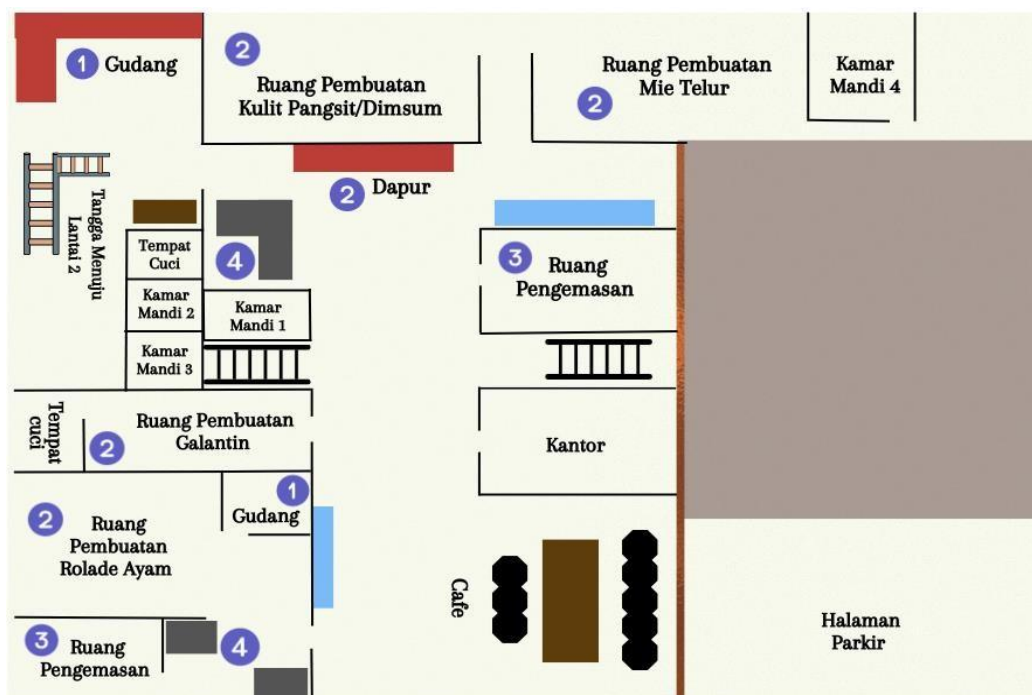 1 Gudang
2
Ruang Pembuatan
Kulit Pangsit/Dimsum
Ruang Pembuatan
Mie Telur
2
Kamar
Mandi 4
2 Dapur
Tangga Menuju
Lantai 2
Tempat
Cuci
4
3 Ruang
Pengemasan
Kamar
Mandi 2
Kamar
Mandi 1
Kamar
Mandi 3
Tempat
cuci
2
Ruang Pembuatan
Galantin
Kantor
1
Gudang
2 Ruang
Pembuatan
Rolade Ayam
Cafe
Halaman
Parkir
3 Ruang
Pengemasan
4